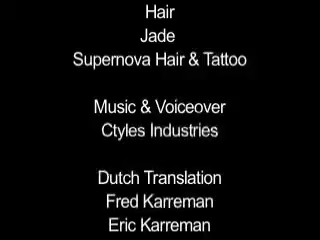 Hair
Jade
Supernova Hair & Tattoo
Music & Voiceover
Ctyles Industries
Dutch Translation
Fred Karreman
Eric Karreman